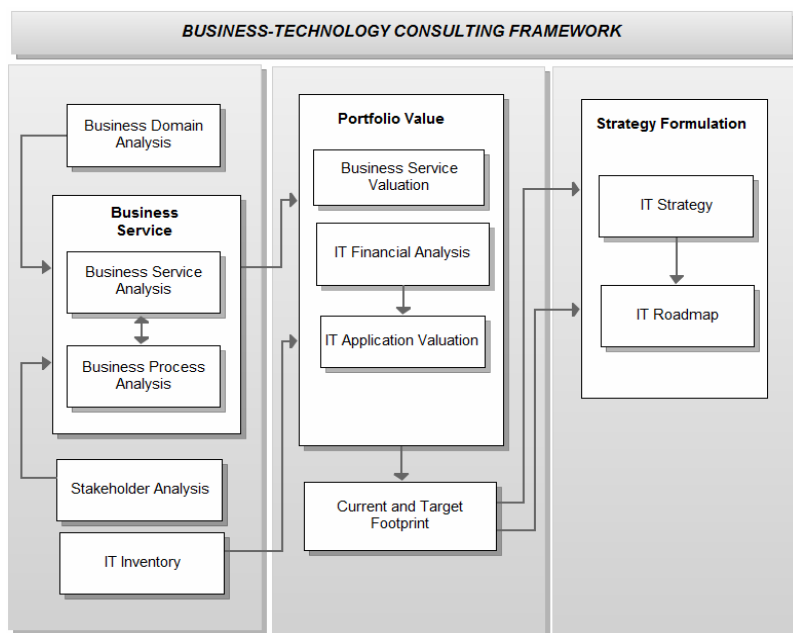 BUSINESS-TECHNOLOGY CONSULTING FRAMEWORK
Business Domain
Analysis
Business
Service
Business Service
Analysis
Business Process
Analysis
Stakeholder Analysis
IT Inventory
Portfolio Value
Business Service
Valuation
IT Financial Analysis
IT Application Valuation
Current and Target
Footprint
Strategy Formulation
IT Strategy
IT Roadmap